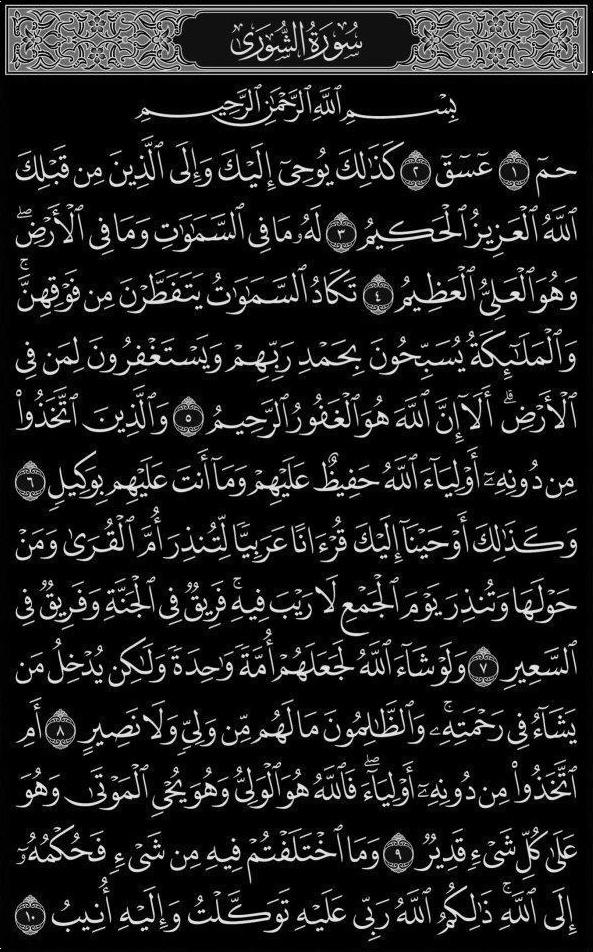 سُورَةُ الشُّورَىٰ
بِسْمِ ٱللَّهِ ٱلرَّحْمَٰنِ ٱلرَّحِيمِ
حمٓ ١ عٓسٓقٓ ٢ كَذَٰلِكَ يُوحِىٓ إِلَيْكَ وَإِلَى ٱلَّذِينَ مِن قَبْلِكَ
ٱللَّهُ ٱلْعَزِيزُ ٱلْحَكِيمُ ٣ لَهُۥ مَا فِى ٱلسَّمَٰوَٰتِ وَمَا فِى ٱلْأَرْضِۖ
وَهُوَ ٱلْعَلِىُّ ٱلْعَظِيمُ ٤ تَكَادُ ٱلسَّمَٰوَٰتُ يَتَفَطَّرْنَ مِن فَوْقِهِنَّۚ
وَٱلْمَلَٰٓئِكَةُ يُسَبِّحُونَ بِحَمْدِ رَبِّهِمْ وَيَسْتَغْفِرُونَ لِمَن فِى
ٱلْأَرْضِۗ أَلَآ إِنَّ ٱللَّهَ هُوَ ٱلْغَفُورُ ٱلرَّحِيمُ ٥ وَٱلَّذِينَ ٱتَّخَذُوا۟
مِن دُونِهِۦٓ أَوْلِيَآءَ ٱللَّهُ حَفِيظٌ عَلَيْهِمْ وَمَآ أَنتَ عَلَيْهِم بِوَكِيلٍ ٦
وَكَذَٰلِكَ أَوْحَيْنَآ إِلَيْكَ قُرْءَانًا عَرَبِيًّا لِّتُنذِرَ أُمَّ ٱلْقُرَىٰ وَمَنْ
حَوْلَهَا وَتُنذِرَ يَوْمَ ٱلْجَمْعِ لَا رَيْبَ فِيهِۚ فَرِيقٌ فِى ٱلْجَنَّةِ وَفَرِيقٌ فِى
ٱلسَّعِيرِ ٧ وَلَوْ شَآءَ ٱللَّهُ لَجَعَلَهُمْ أُمَّةً وَٰحِدَةً وَلَٰكِن يُدْخِلُ مَن
يَشَآءُ فِى رَحْمَتِهِۦۚ وَٱلظَّٰلِمُونَ مَا لَهُم مِّن وَلِىٍّ وَلَا نَصِيرٍ ٨ أَمِ
ٱتَّخَذُوا۟ مِن دُونِهِۦٓ أَوْلِيَآءَۖ فَٱللَّهُ هُوَ ٱلْوَلِىُّ وَهُوَ يُحْىِ ٱلْمَوْتَىٰ وَهُوَ
عَلَىٰ كُلِّ شَىْءٍ قَدِيرٌ ٩ وَمَا ٱخْتَلَفْتُمْ فِيهِ مِن شَىْءٍ فَحُكْمُهُۥٓ
إِلَى ٱللَّهِۚ ذَٰلِكُمُ ٱللَّهُ رَبِّى عَلَيْهِ تَوَكَّلْتُ وَإِلَيْهِ أُنِيبُ ١٠